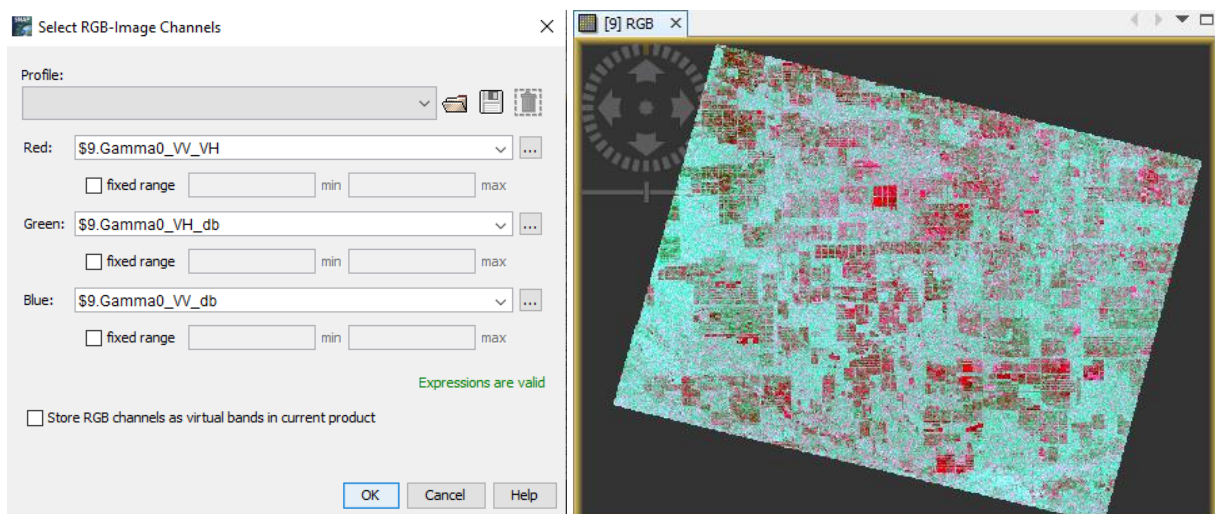 SNAP
Select RGB-Image Channels
Profile:
Red: $9.Gamma0_VV_VH ...
fixed range min max
Green: $9.Gamma0_VH_db ...
fixed range min max
Blue: $9.Gamma0_VV_db ...
fixed range min max
Expressions are valid
Store RGB channels as virtual bands in current product
OK Cancel Help
[9] RGB